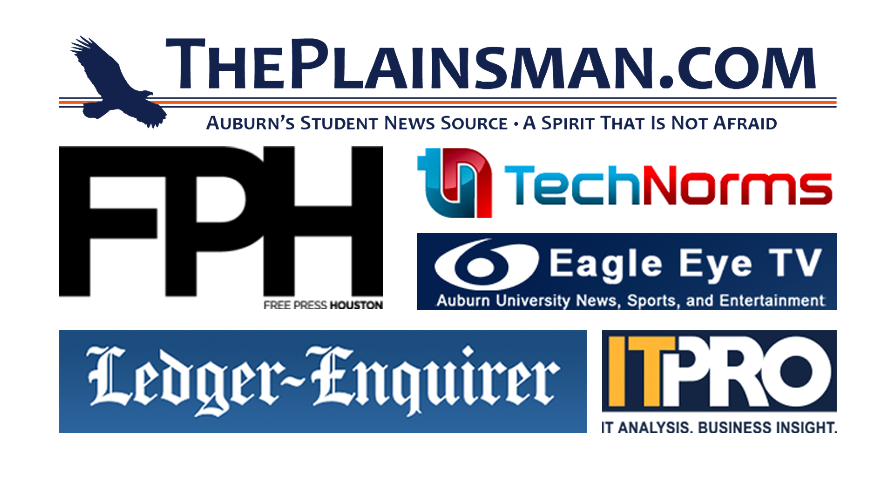 THEPLAINSMAN.COM
AUBURN'S STUDENT NEWS SOURCE • A SPIRIT THAT IS NOT AFRAID
FPH
FREE PRESS HOUSTON
tn TechNorms
Eagle Eye TV
Auburn University News, Sports, and Entertainment
Ledger-Enquirer
ITPRO
IT ANALYSIS. BUSINESS INSIGHT.